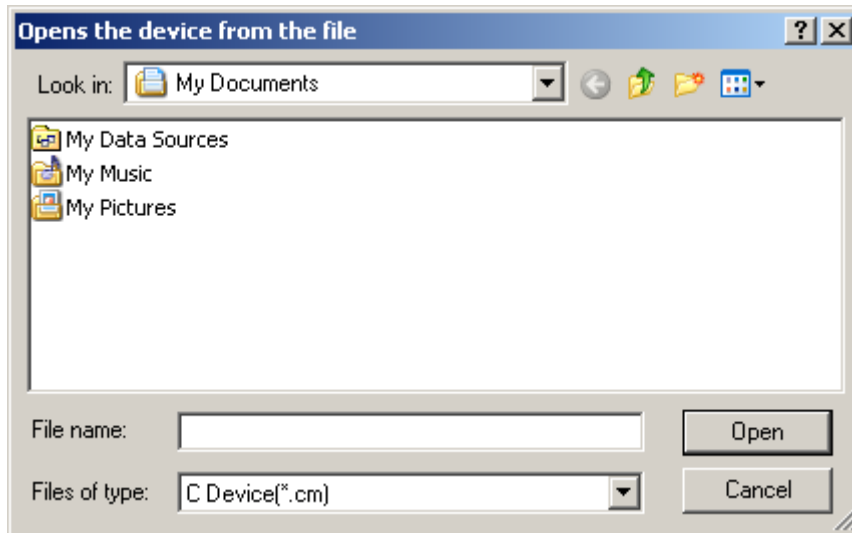 Opens the device from the file
Look in: My Documents
My Data Sources
My Music
My Pictures
File name: Open
Files of type: C Device(*.cm) Cancel